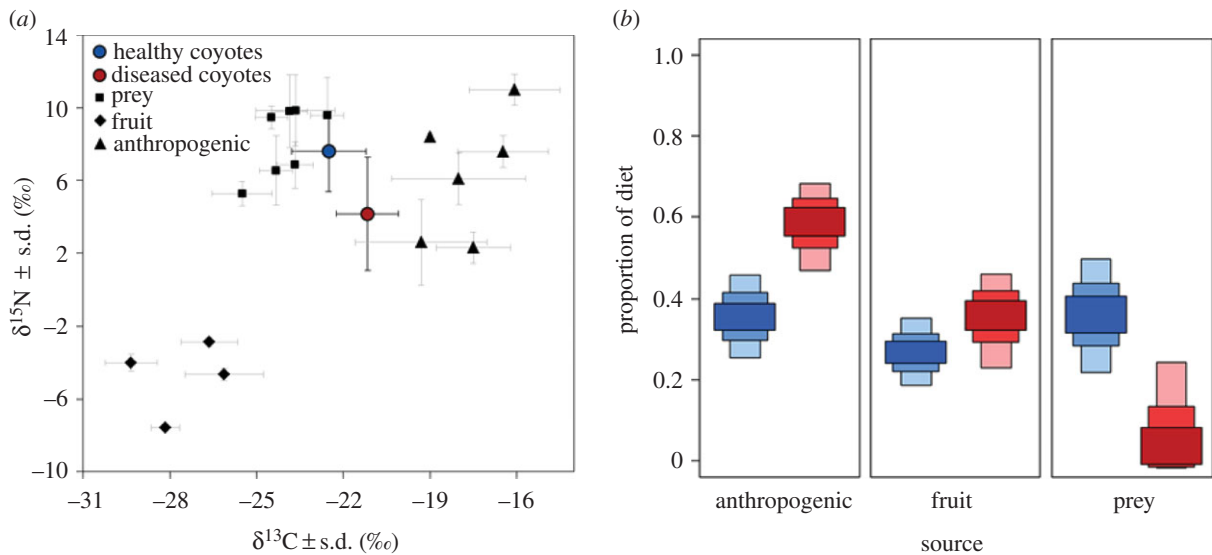 (a)
14
10
6
2
−2
−6
−10
δ¹⁵N ± s.d. (‰)
healthy coyotes
diseased coyotes
prey
fruit
anthropogenic
−31 −28 −25 −22 −19 −16
δ¹³C ± s.d. (‰)
(b)
1.0
0.8
0.6
0.4
0.2
0
proportion of diet
anthropogenic fruit prey
source